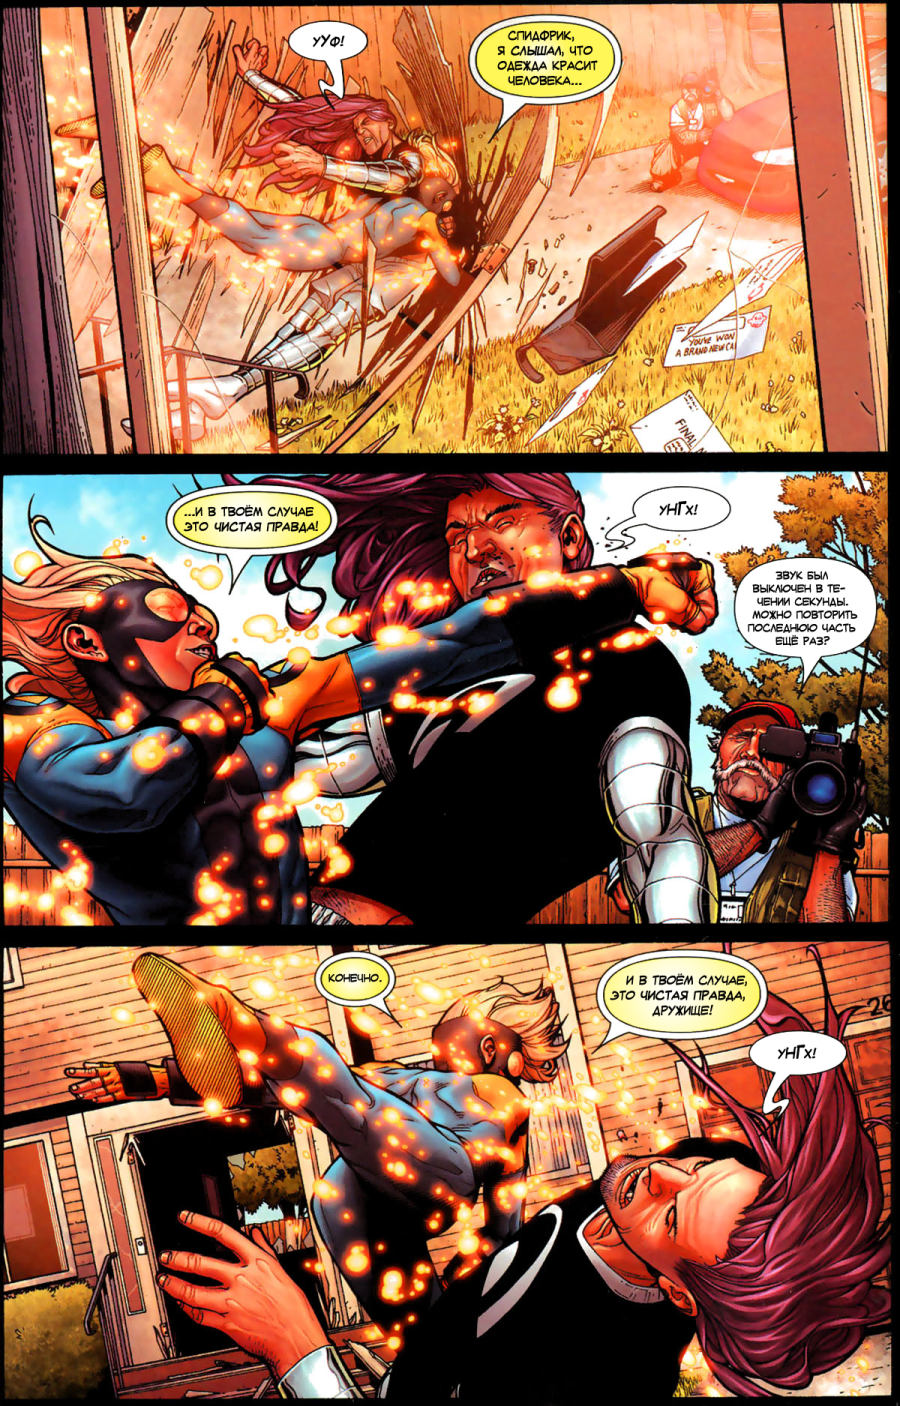 УУФ!
СПИДФРИК,
Я СЛЫШАЛ, ЧТО
ОДЕЖДА КРАСИТ
ЧЕЛОВЕКА...
YOU'VE WON
A BRAND NEW CA
FINAL
...И В ТВОЁМ СЛУЧАЕ
ЭТО ЧИСТАЯ ПРАВДА!
УНГХ!
ЗВУК БЫЛ
ВЫКЛЮЧЕН В ТЕ-
ЧЕНИИ СЕКУНДЫ.
МОЖНО ПОВТОРИТЬ
ПОСЛЕДНЮЮ ЧАСТЬ
ЕЩЁ РАЗ?
КОНЕЧНО.
И В ТВОЁМ СЛУЧАЕ,
ЭТО ЧИСТАЯ ПРАВДА,
ДРУЖИЩЕ!
26
УНГХ!